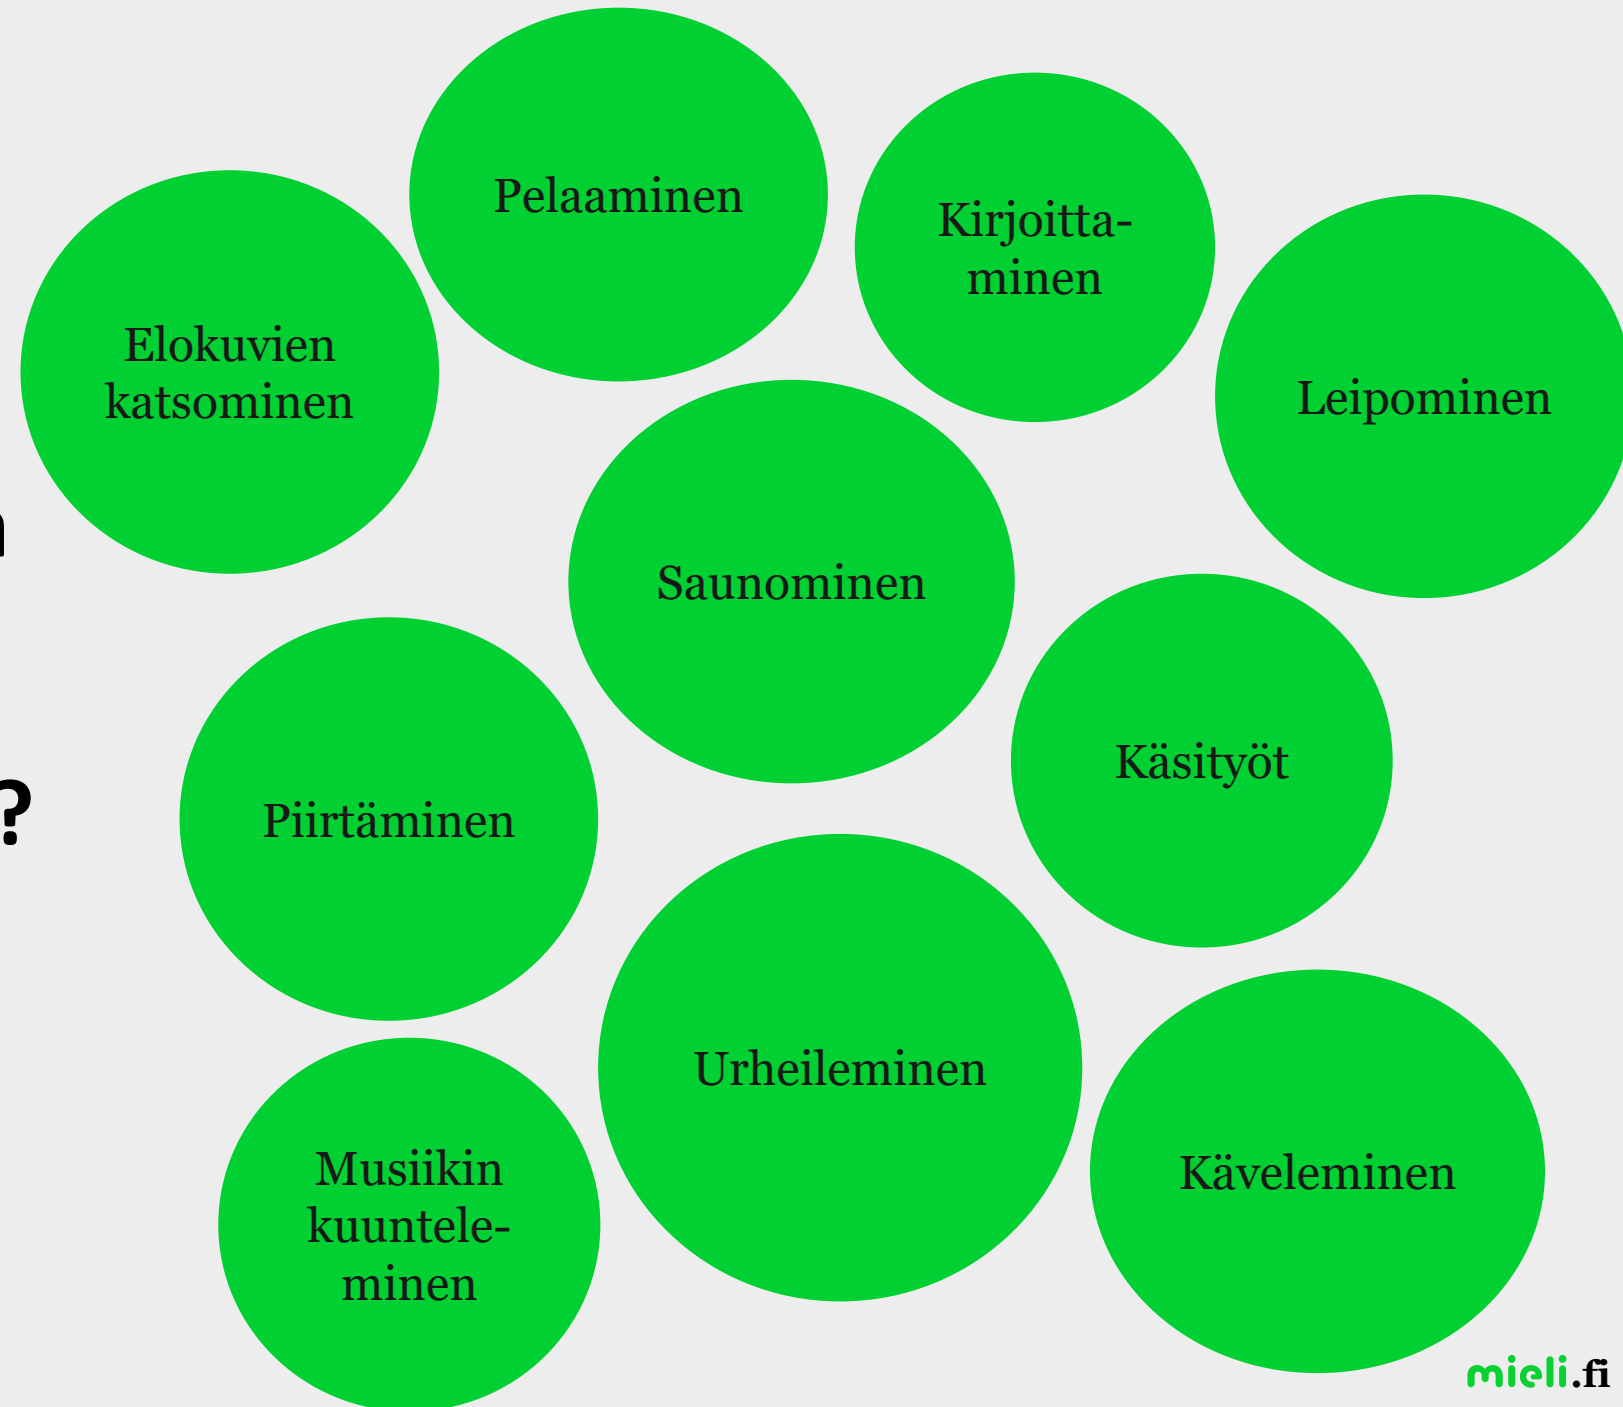 Pelaaminen
Kirjoitta-
minen
Elokuvien
katsominen
Leipominen
Saunominen
Käsityöt
Piirtäminen
?
Urheileminen
Musiikin
kuuntele-
minen
Käveleminen
mieli.fi